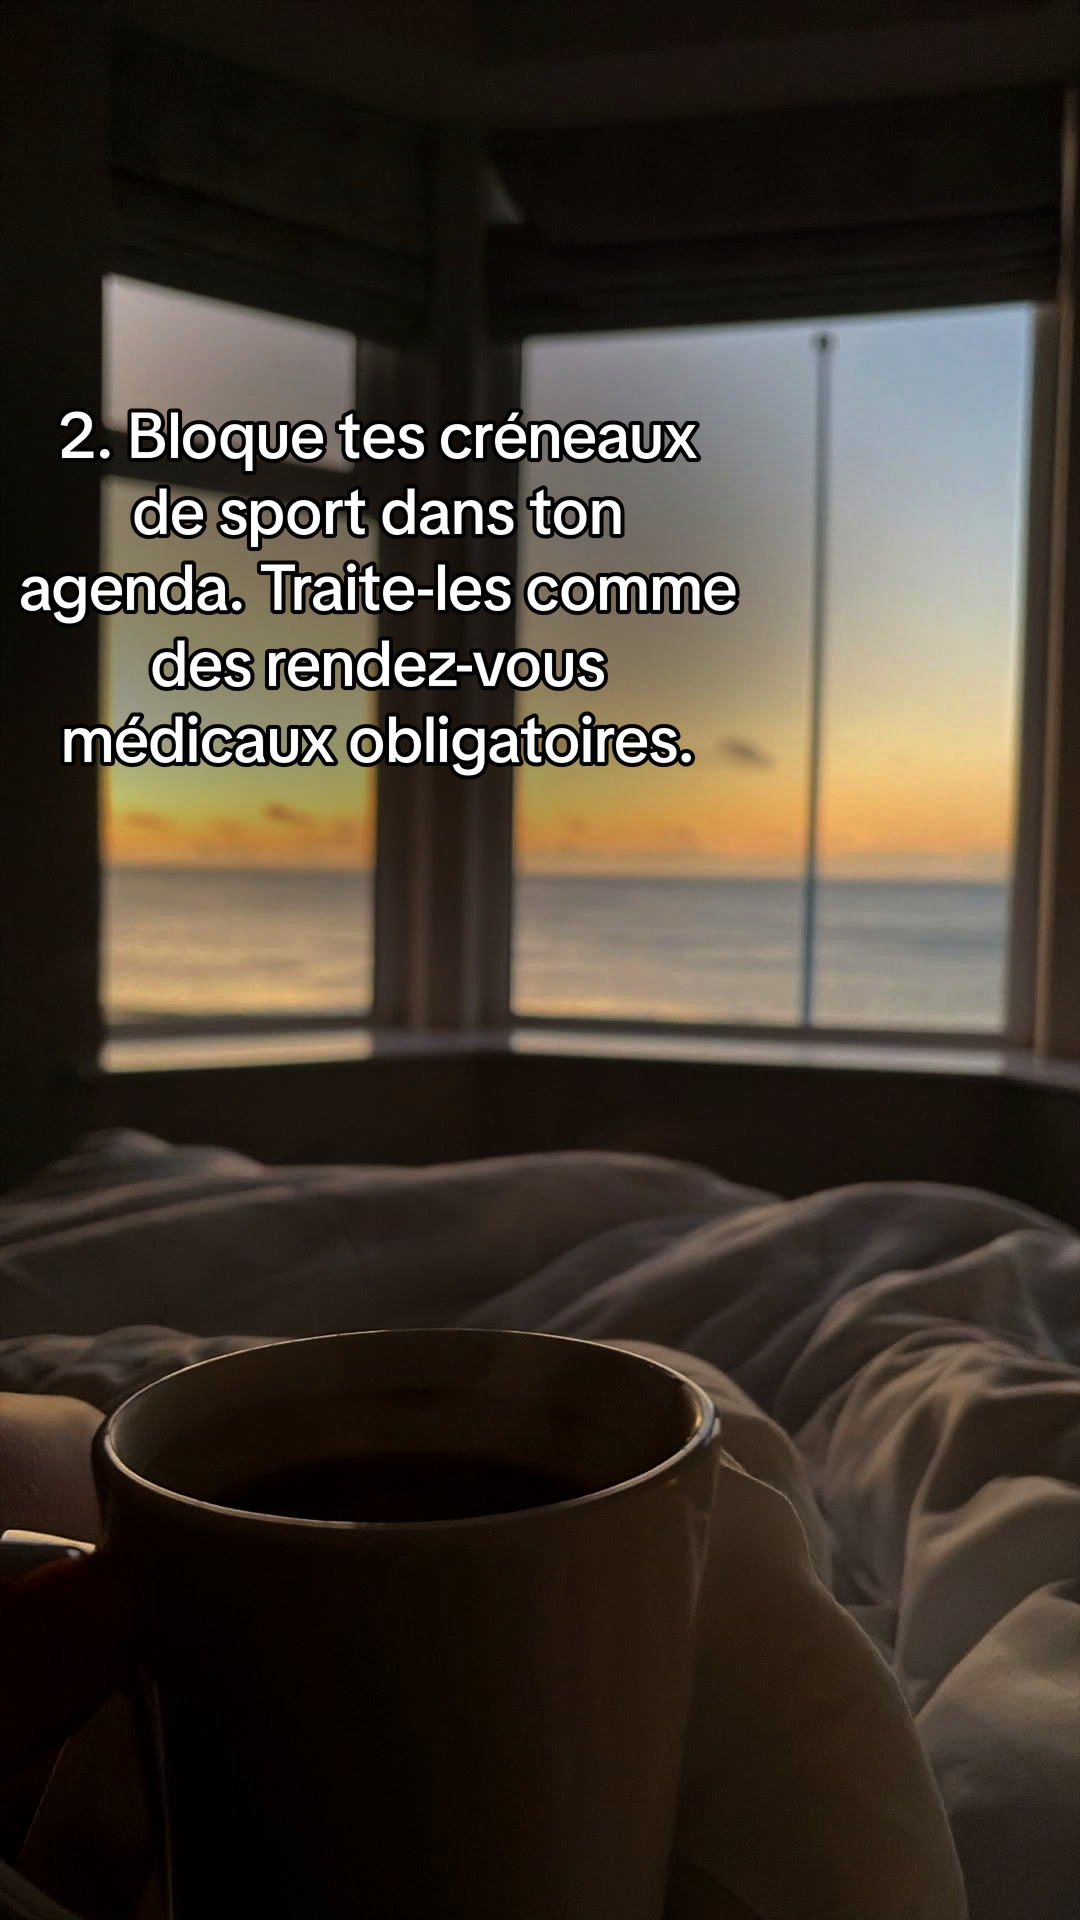 2. Bloque tes créneaux
de sport dans ton
agenda. Traite-les comme
des rendez-vous
médicaux obligatoires.